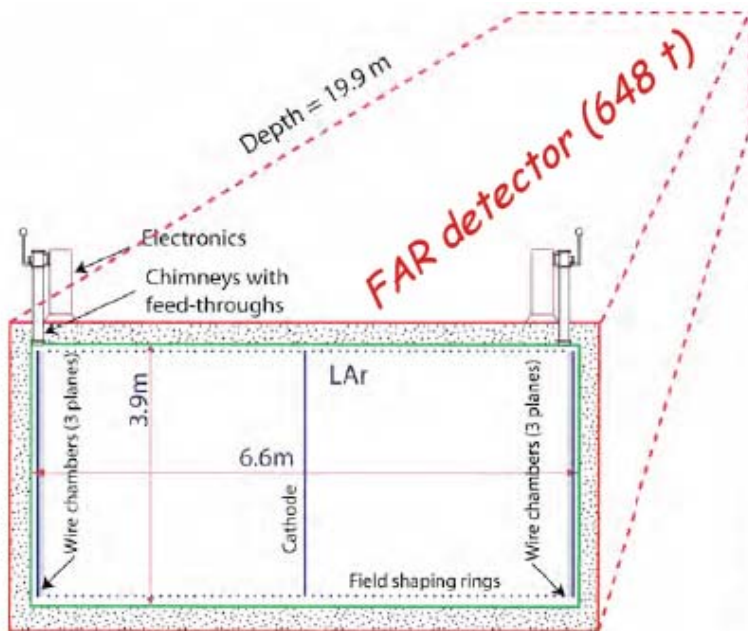 Depth = 19.9 m
FAR detector (648 t)
Electronics
Chimneys with
feed-throughs
Wire chambers (3 planes)
3.9m
LAr
6.6m
Cathode
Wire chambers (3 planes)
Field shaping rings